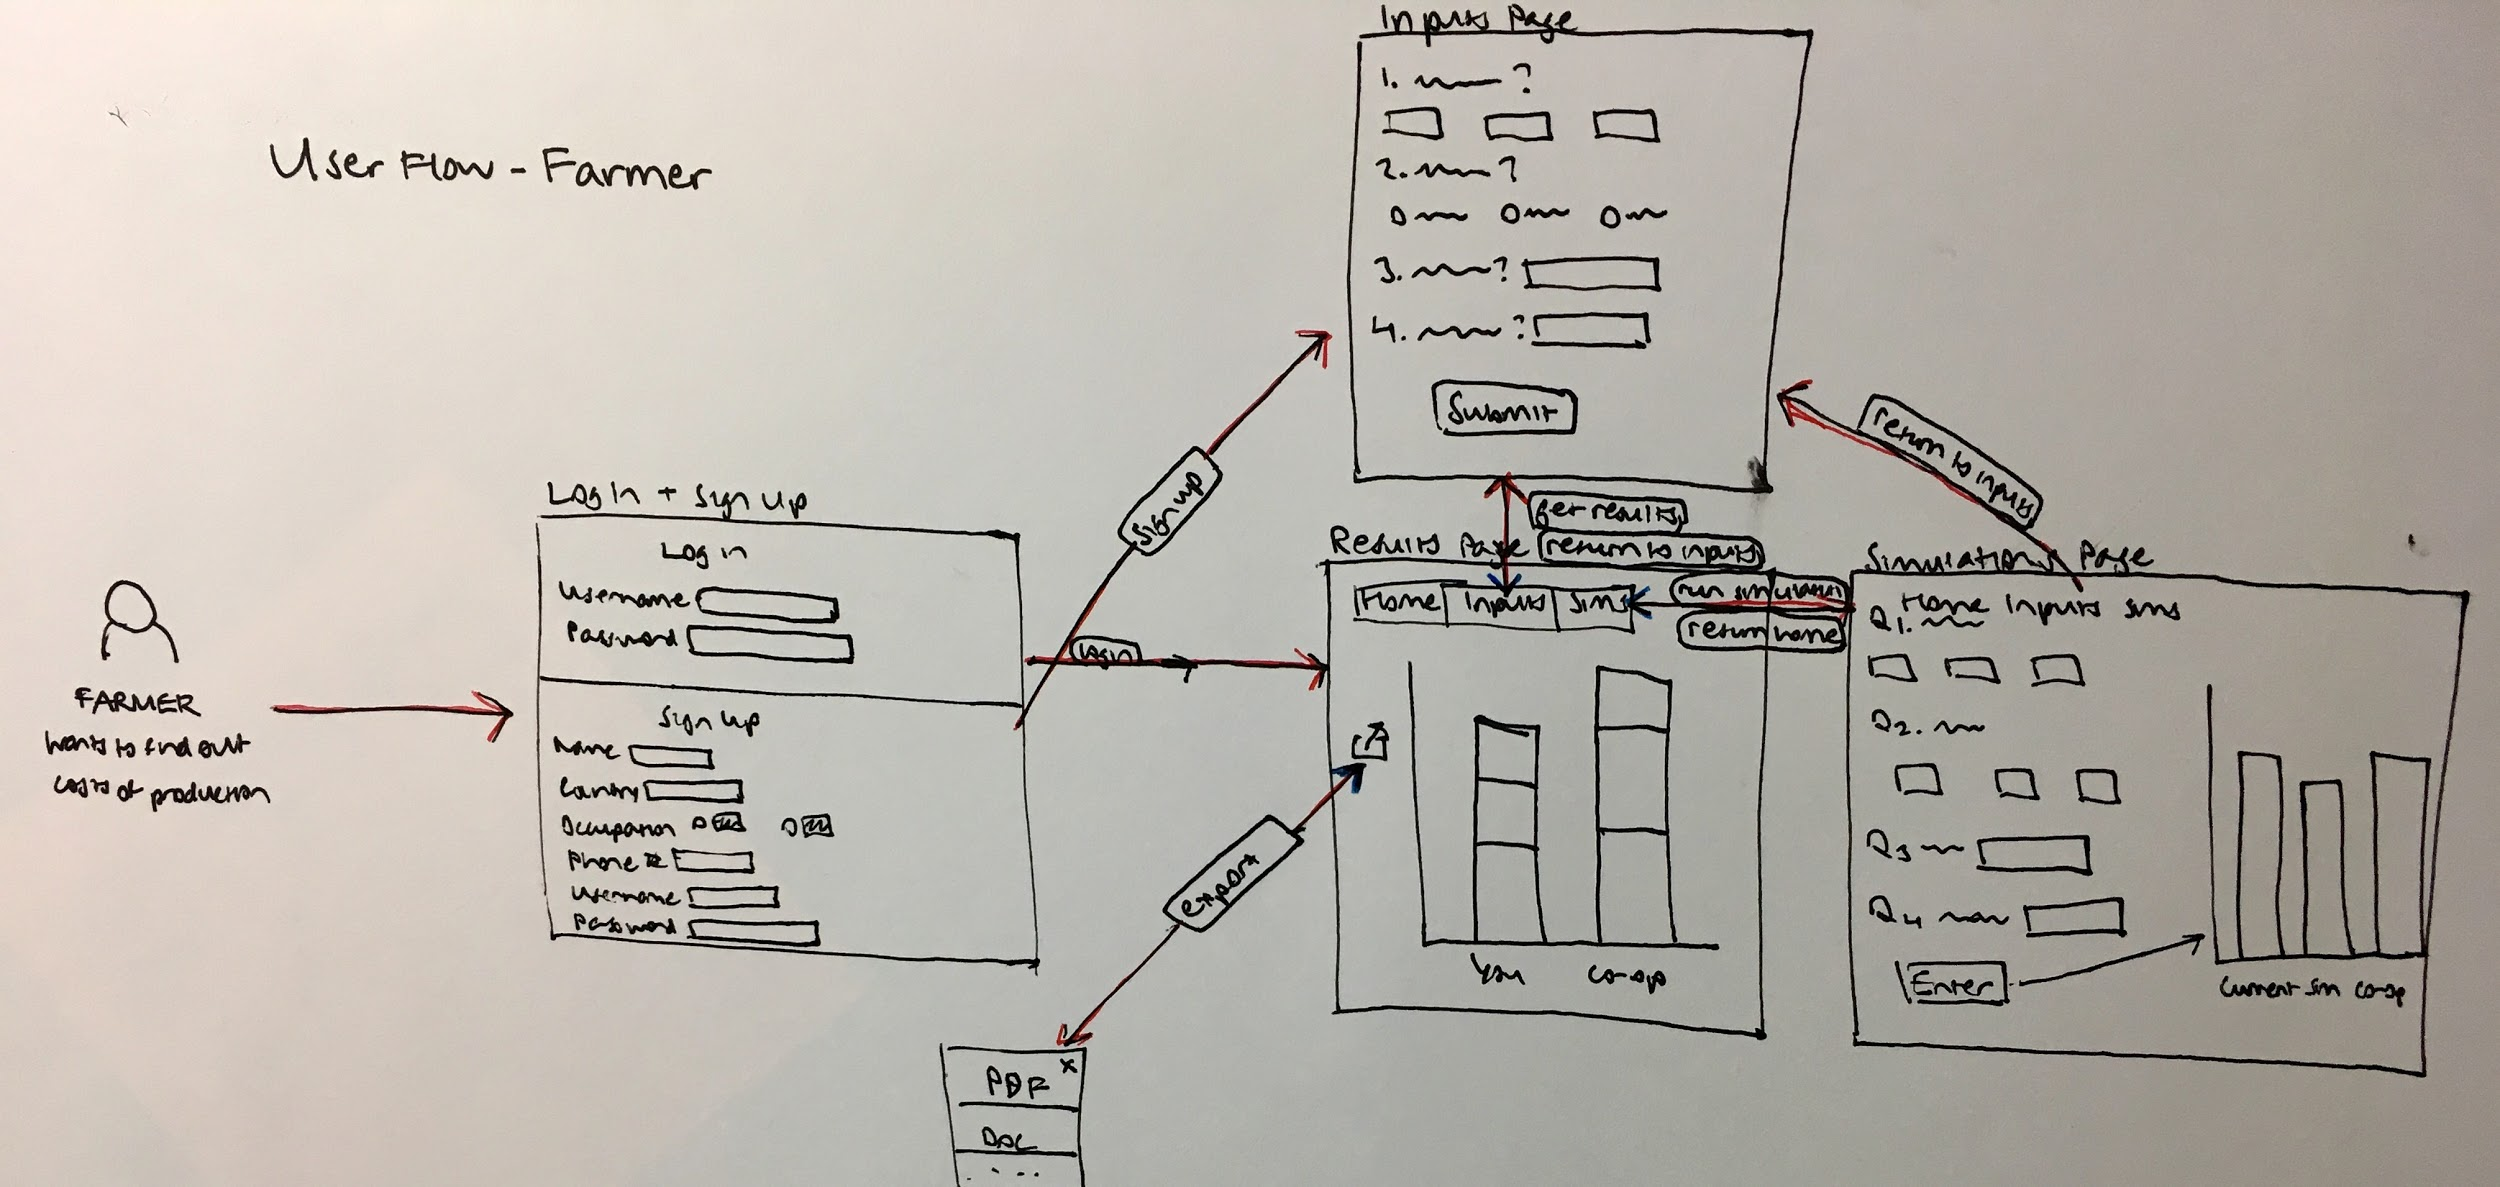 User Flow - Farmer
FARMER
wants to find out
costs of production
Log In + Sign Up
Log in
Username
Password
Sign Up
Name
Country
Occupation
Phone #
Username
Password
Sign up
Login
export
PDF x
DOC
...
Inputs Page
1. ?
2. ?
3. ?
4. ?
Submit
get results
return to inputs
Results Page
Home Inputs Sims
You co-op
run simulation
return home
return to inputs
Simulations Page
Home Inputs sims
Q1.
Q2.
Q3
Q4
Enter
Current sim co-op